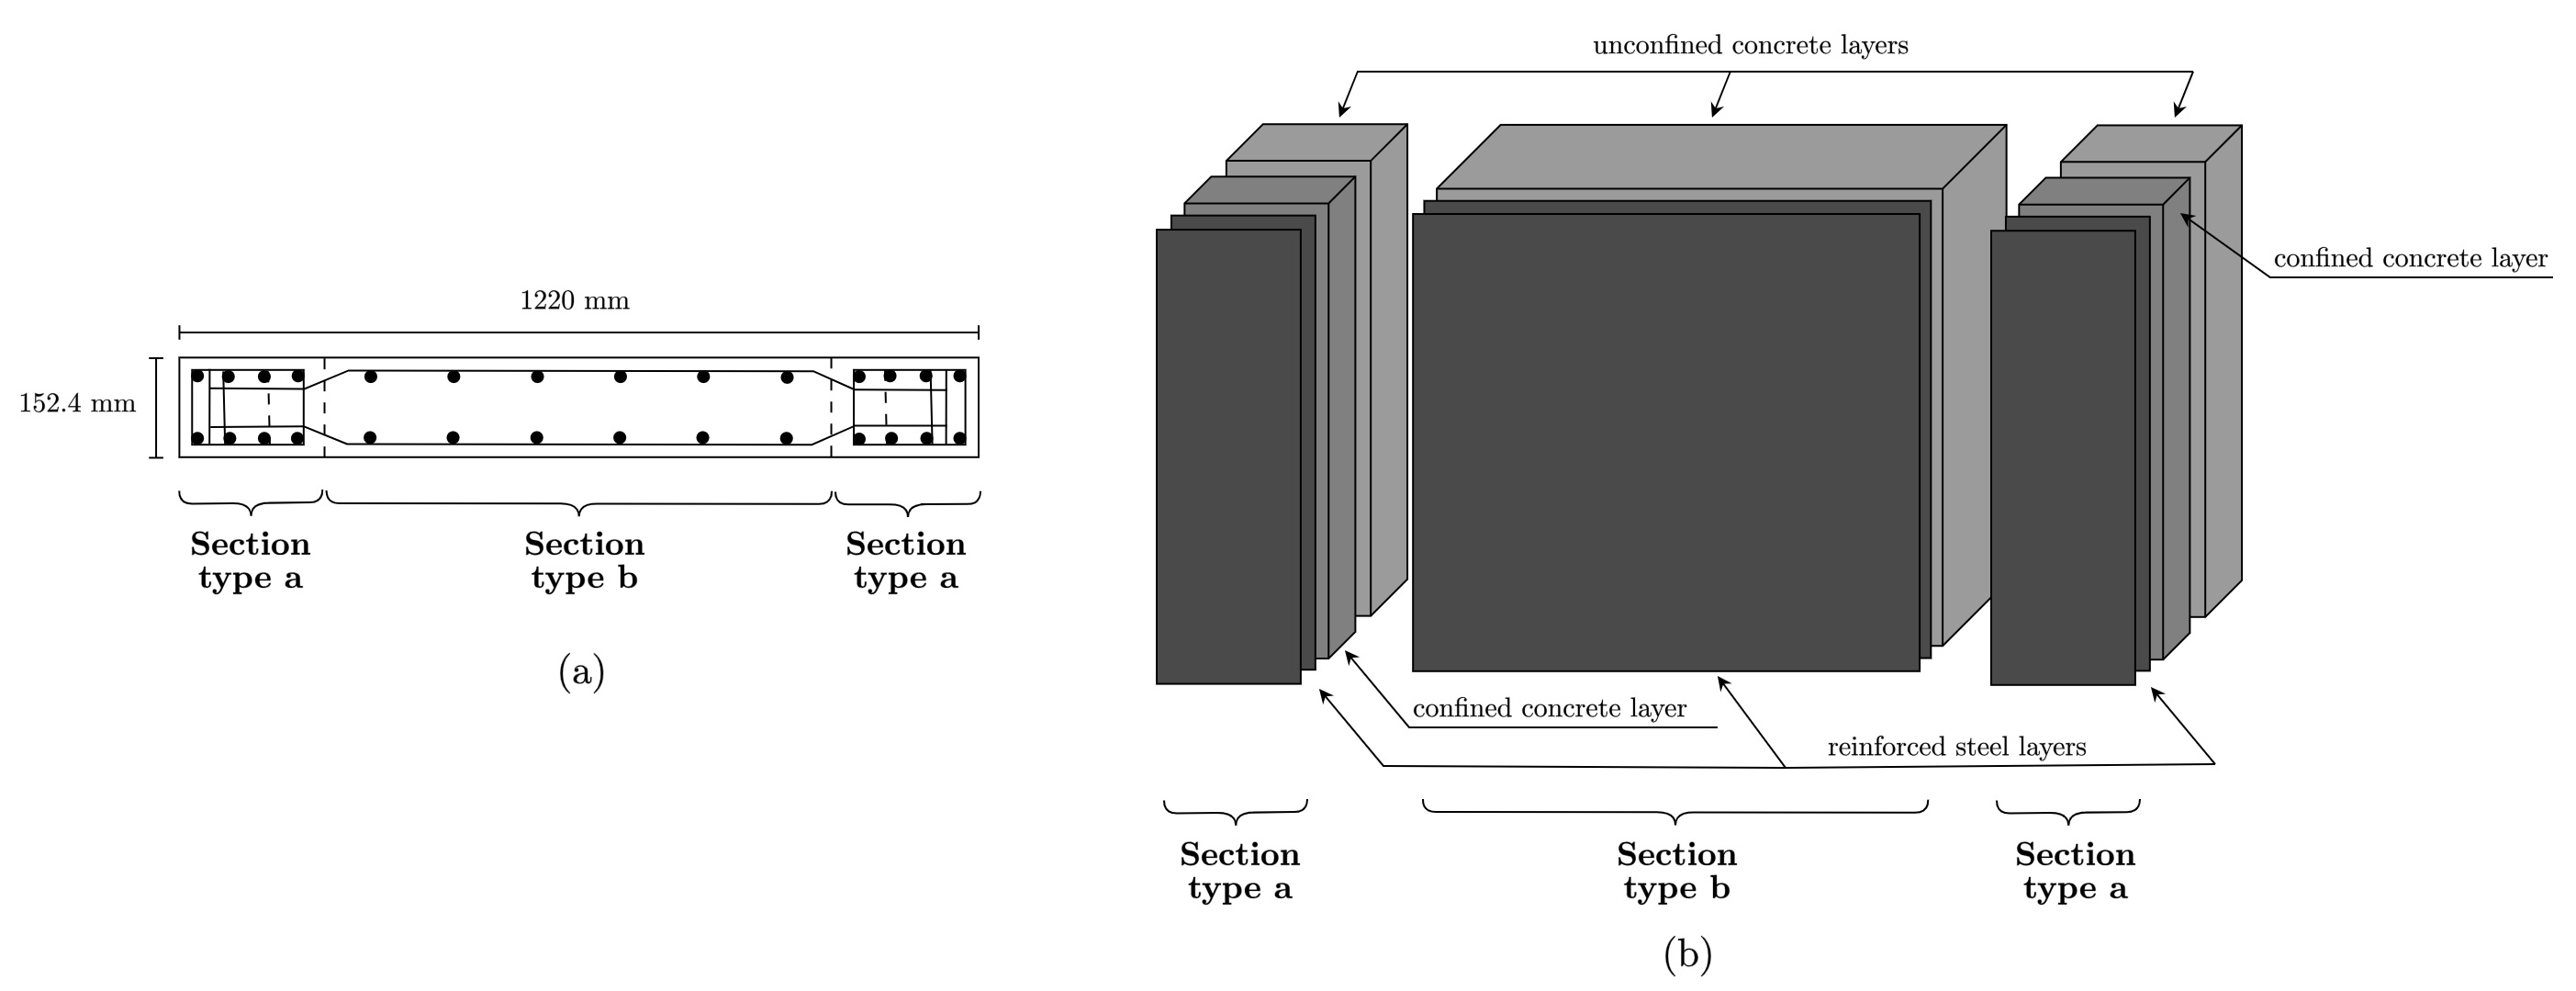 1220 mm
152.4 mm
Section
type a
Section
type b
Section
type a
(a)
unconfined concrete layers
confined concrete layer
confined concrete layer
reinforced steel layers
Section
type a
Section
type b
Section
type a
(b)